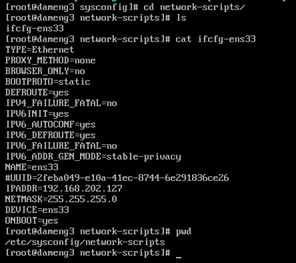 [root@dameng3 sysconfig]# cd network-scripts/
[root@dameng3 network-scripts]# ls
ifcfg-ens33
[root@dameng3 network-scripts]# cat ifcfg-ens33
TYPE=Ethernet
PROXY_METHOD=none
BROWSER_ONLY=no
BOOTPROTO=static
DEFROUTE=yes
IPV4_FAILURE_FATAL=no
IPV6INIT=yes
IPV6_AUTOCONF=yes
IPV6_DEFROUTE=yes
IPV6_FAILURE_FATAL=no
IPV6_ADDR_GEN_MODE=stable-privacy
NAME=ens33
#UUID=2feba049-e10a-41ec-8744-6e291836ce26
IPADDR=192.168.202.127
NETMASK=255.255.255.0
DEVICE=ens33
ONBOOT=yes
[root@dameng3 network-scripts]# pwd
/etc/sysconfig/network-scripts
[root@dameng3 network-scripts]# _